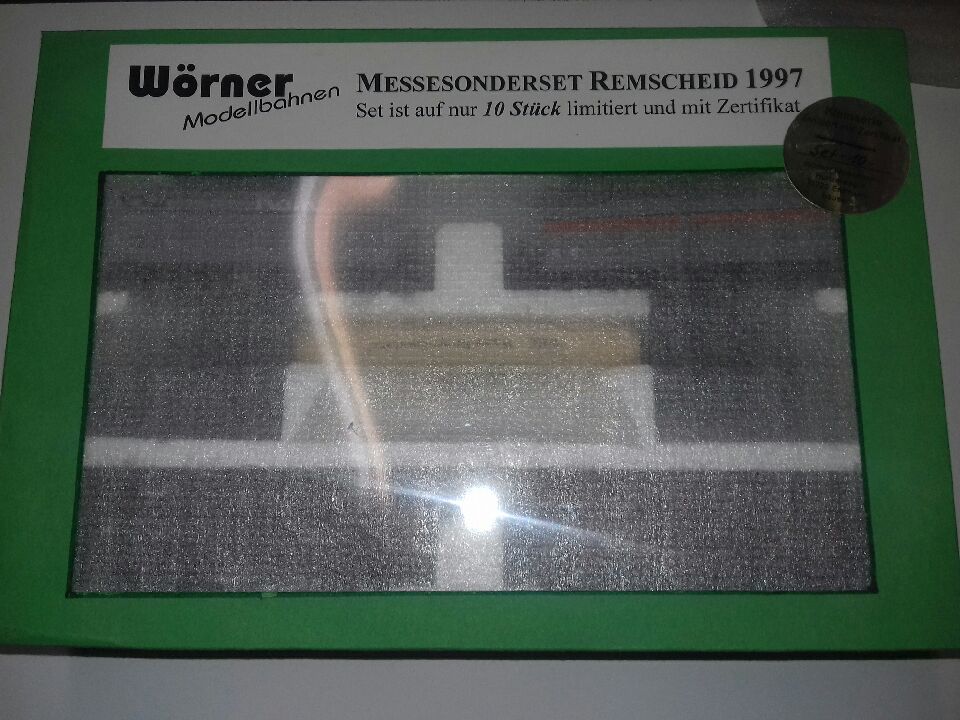 Wörner
Modellbahnen
MESSESONDERSET REMSCHEID 1997
Set ist auf nur 10 Stück limitiert und mit Zertifikat